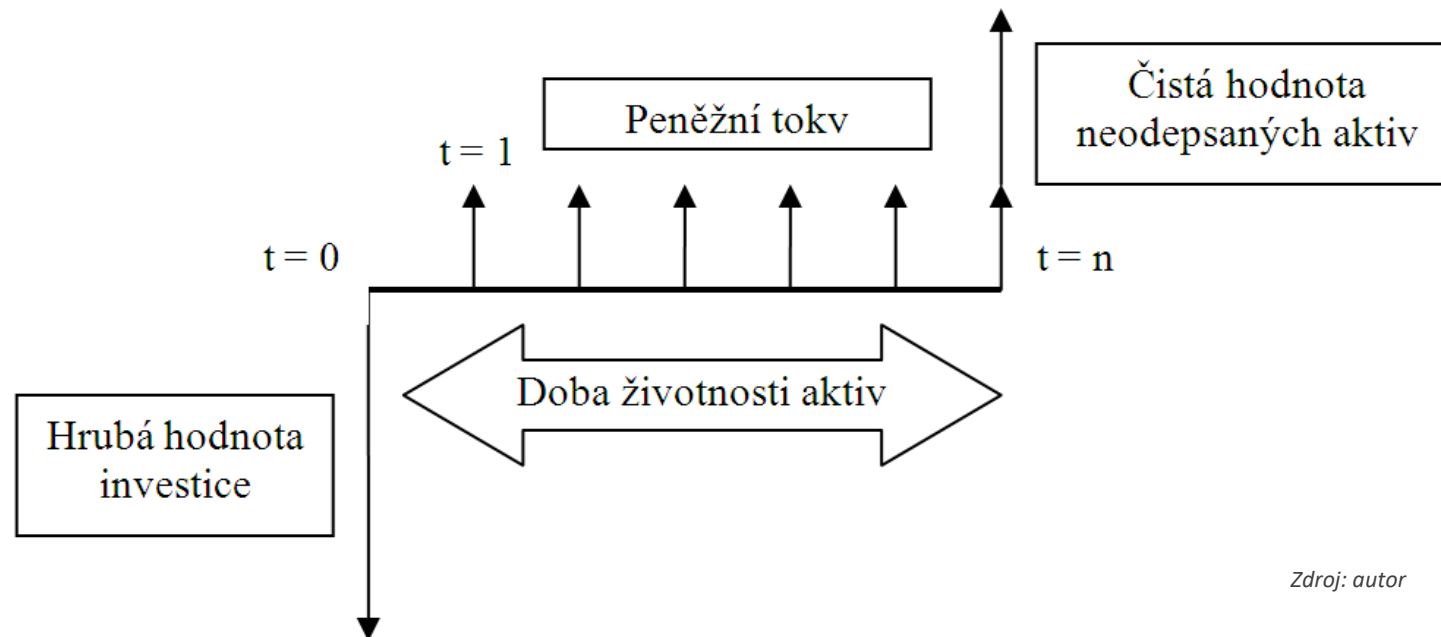 Čistá hodnota
neodepsaných aktiv
Peněžní tokv
t = 1
t = 0
t = n
Doba životnosti aktiv
Hrubá hodnota
investice
Zdroj: autor